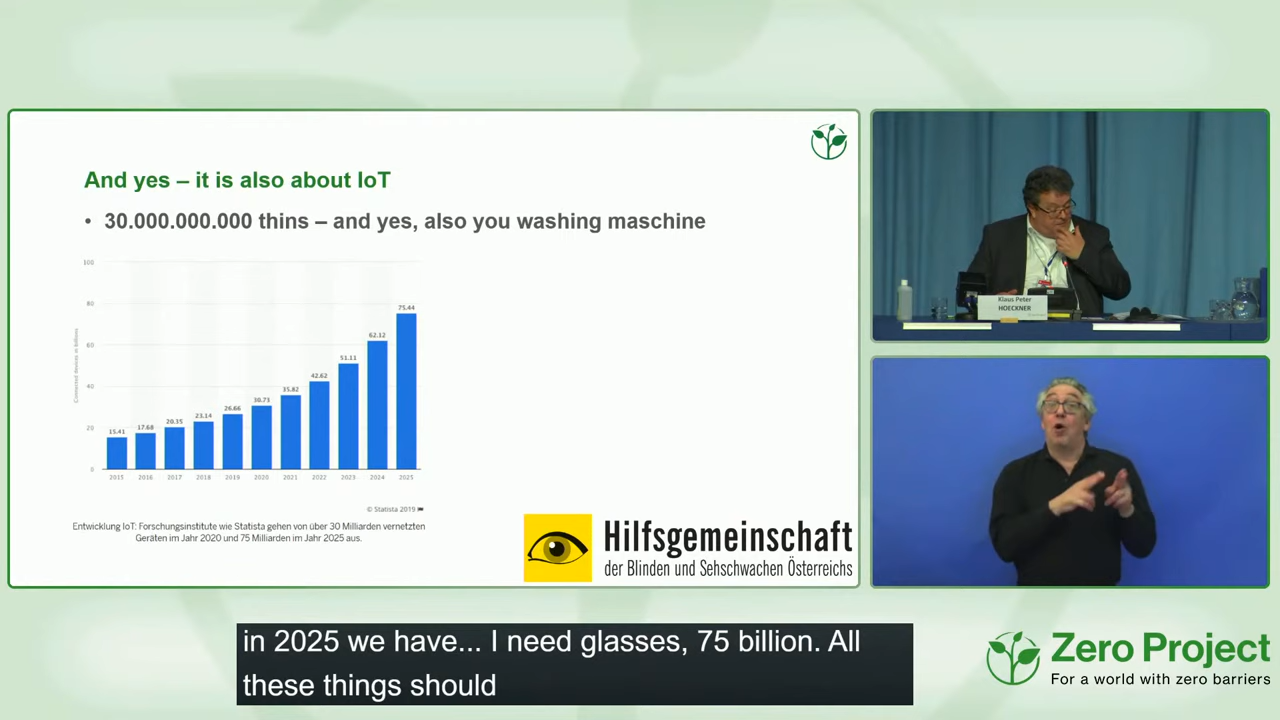 And yes – it is also about IoT
• 30.000.000.000 thins – and yes, also you washing maschine
Connected devices in billions
100
80
60
40
20
0
15.41
17.68
20.35
23.14
26.66
30.73
35.82
42.62
51.11
62.12
75.44
2015 2016 2017 2018 2019 2020 2021 2022 2023 2024 2025
© Statista 2019
Entwicklung IoT: Forschungsinstitute wie Statista gehen von über 30 Milliarden vernetzten
Geräten im Jahr 2020 und 75 Milliarden im Jahr 2025 aus.
Hilfsgemeinschaft
der Blinden und Sehschwachen Österreichs
Klaus Peter
HOECKNER
in 2025 we have... I need glasses, 75 billion. All
these things should
Zero Project
For a world with zero barriers